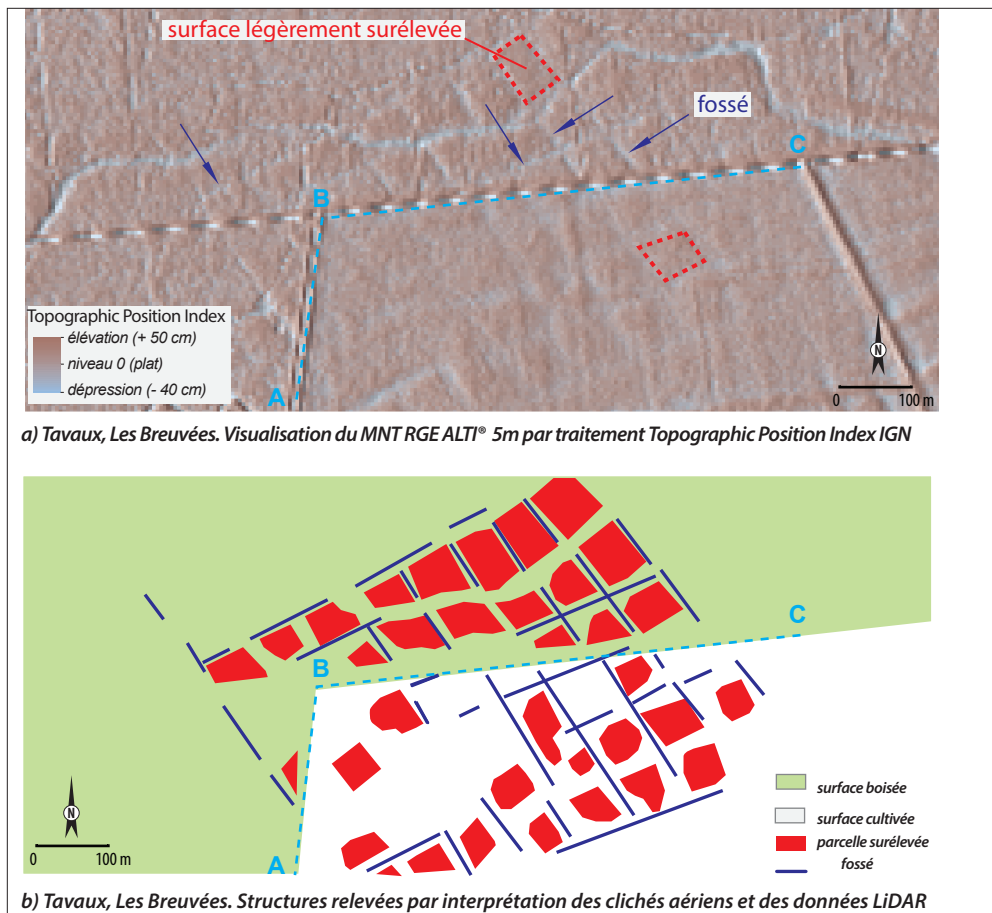 surface légèrement surélevée
fossé
C
B
A
Topographic Position Index
élévation (+ 50 cm)
niveau 0 (plat)
dépression (- 40 cm)
N
0 100 m
a) Tavaux, Les Breuvées. Visualisation du MNT RGE ALTI® 5m par traitement Topographic Position Index IGN
C
B
A
N
0 100 m
surface boisée
surface cultivée
parcelle surélevée
fossé
b) Tavaux, Les Breuvées. Structures relevées par interprétation des clichés aériens et des données LiDAR